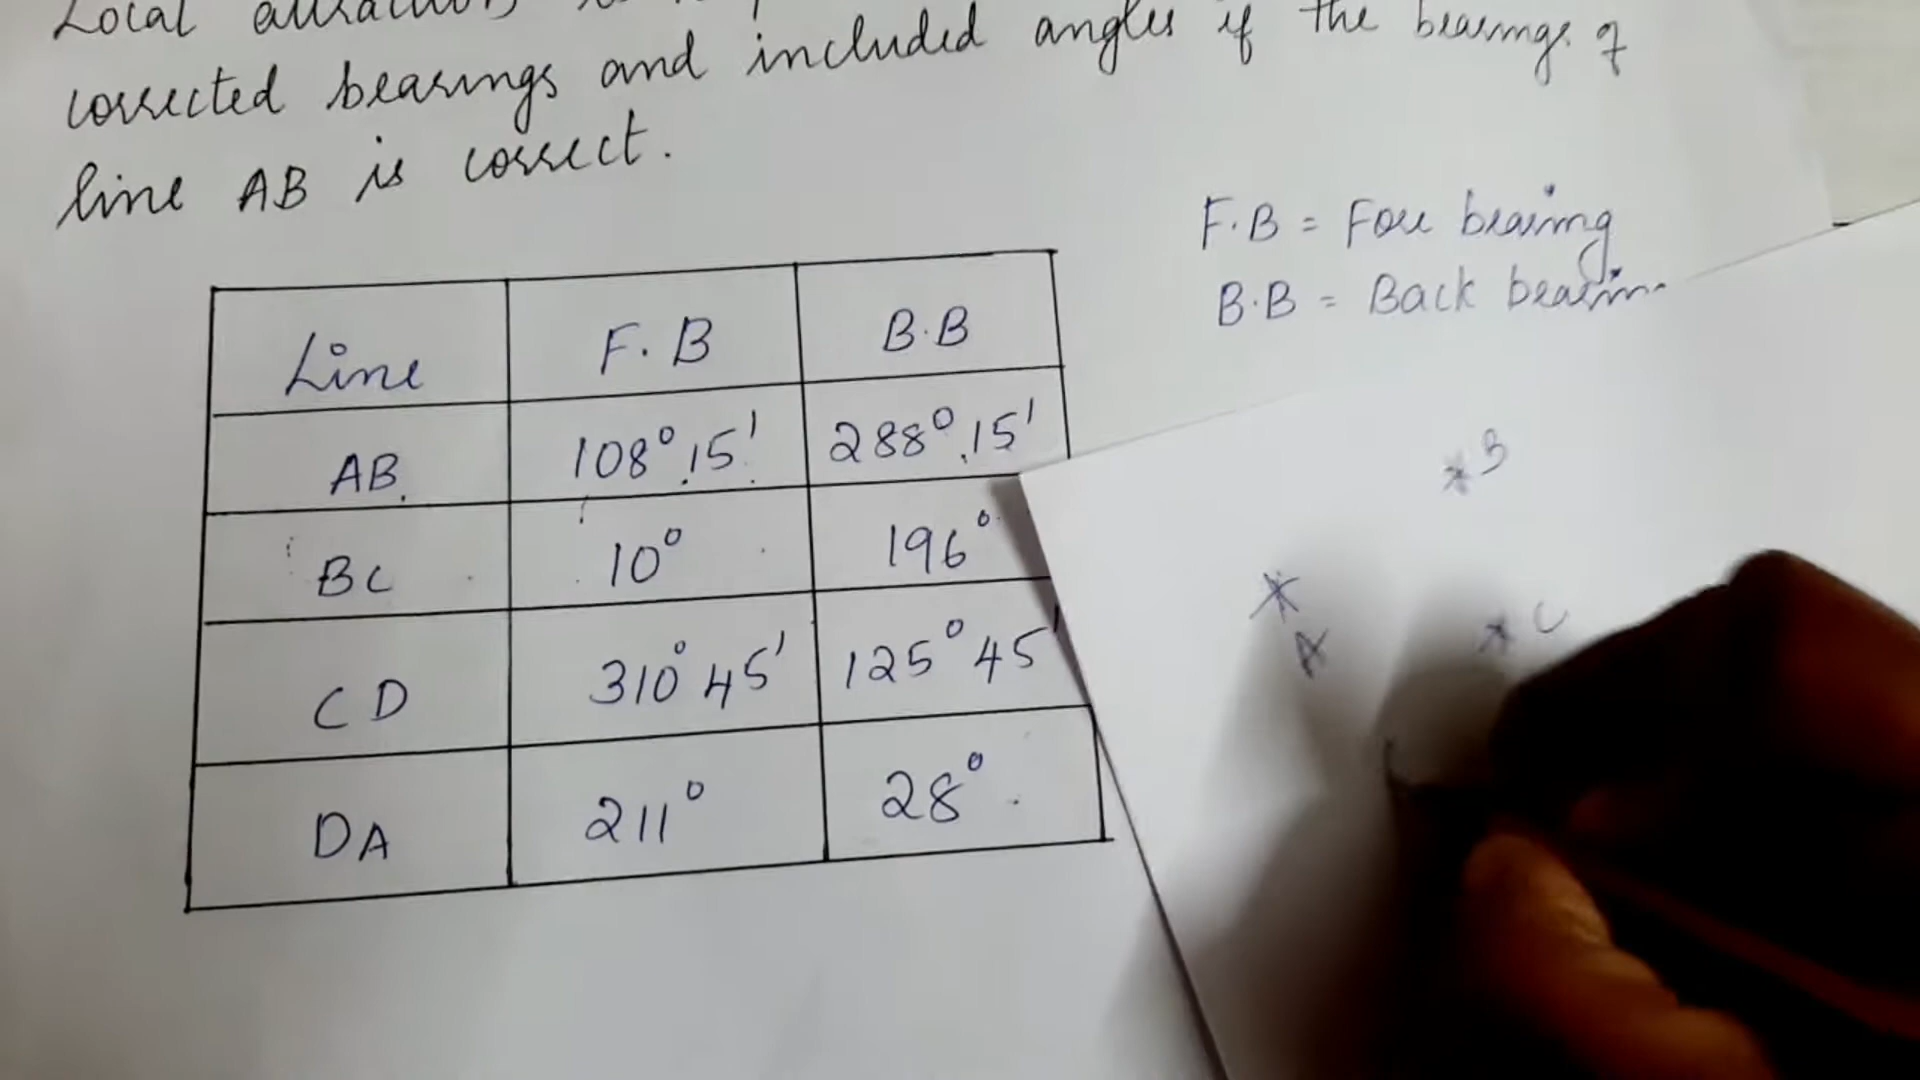 Local
corrected bearings and included angles if the bearings of
line AB is correct.
F.B = Fore bearing
B.B = Back
Line F.B B.B
AB. 108° 15' 288° 15'
BC 10° 196°
CD 310° 45' 125° 45'
DA 211° 28°
B
A
C